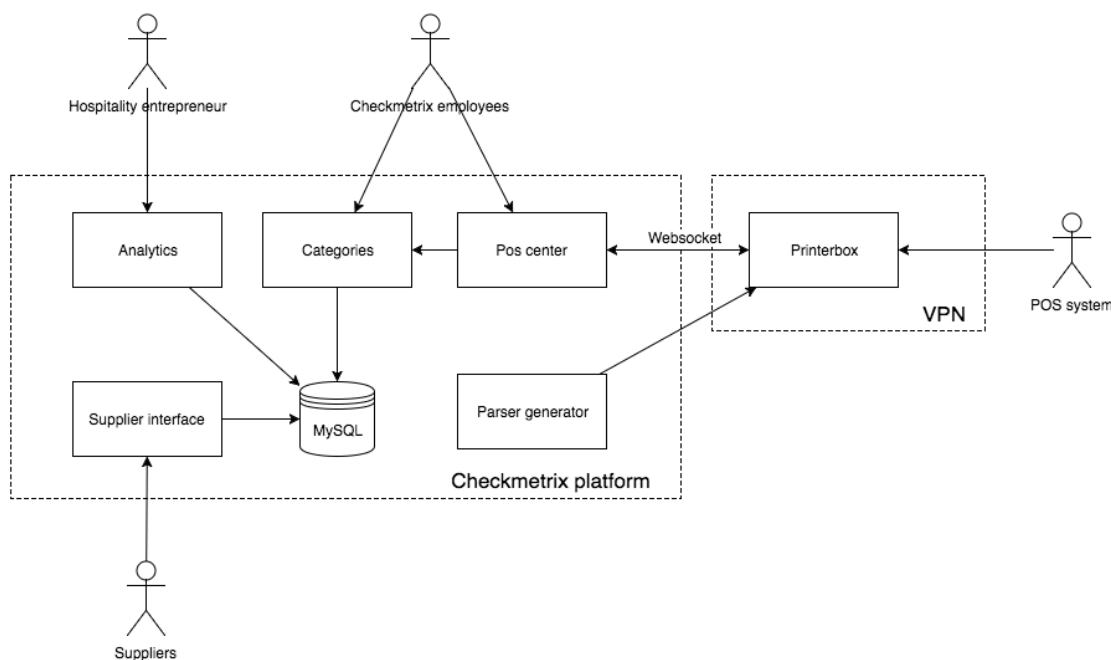 Hospitality entrepreneur
Checkmetrix employees
Analytics
Categories
Pos center
Websocket
Printerbox
POS system
VPN
Supplier interface
MySQL
Parser generator
Checkmetrix platform
Suppliers